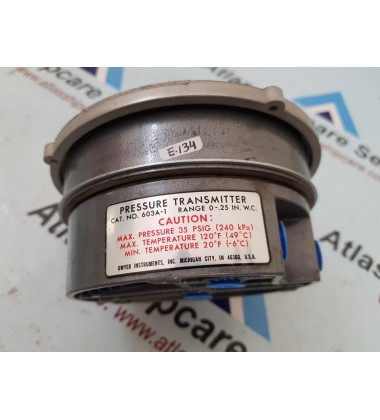 E-134
PRESSURE TRANSMITTER
CAT. NO. 603A-1 RANGE 0-.25 IN. W.C.
CAUTION:
MAX. PRESSURE 35 PSIG (240 kPa)
MAX. TEMPERATURE 120°F (49°C)
MIN. TEMPERATURE 20°F (-6°C)
DWYER INSTRUMENTS, INC. MICHIGAN CITY, IN 46360, U.S.A.